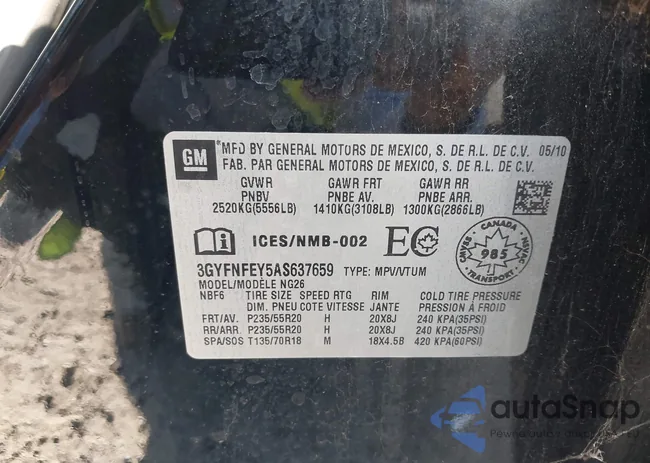 GM
*MFD BY GENERAL MOTORS DE MEXICO, S. DE R.L. DE C.V. 05/10
FAB. PAR GENERAL MOTORS DE MEXICO, S. DE R.L. DE C.V.
GVWR GAWR FRT GAWR RR
PNBV PNBE AV. PNBE ARR.
2520KG(5556LB) 1410KG(3108LB) 1300KG(2866LB)
ICES/NMB-002 EC
CANADA
985
TRANSPORT
NSVAC
3GYFNFEY5AS637659 TYPE: MPV/VTUM
MODEL/MODÈLE NG26
NBF6 TIRE SIZE SPEED RTG RIM COLD TIRE PRESSURE
DIM. PNEU COTE VITESSE JANTE PRESSION À FROID
FRT/AV. P235/55R20 H 20X8J 240 KPA(35PSI)
RR/ARR. P235/55R20 H 20X8J 240 KPA(35PSI)
SPA/SOS T135/70R18 M 18X4.5B 420 KPA(60PSI)
autoSnap